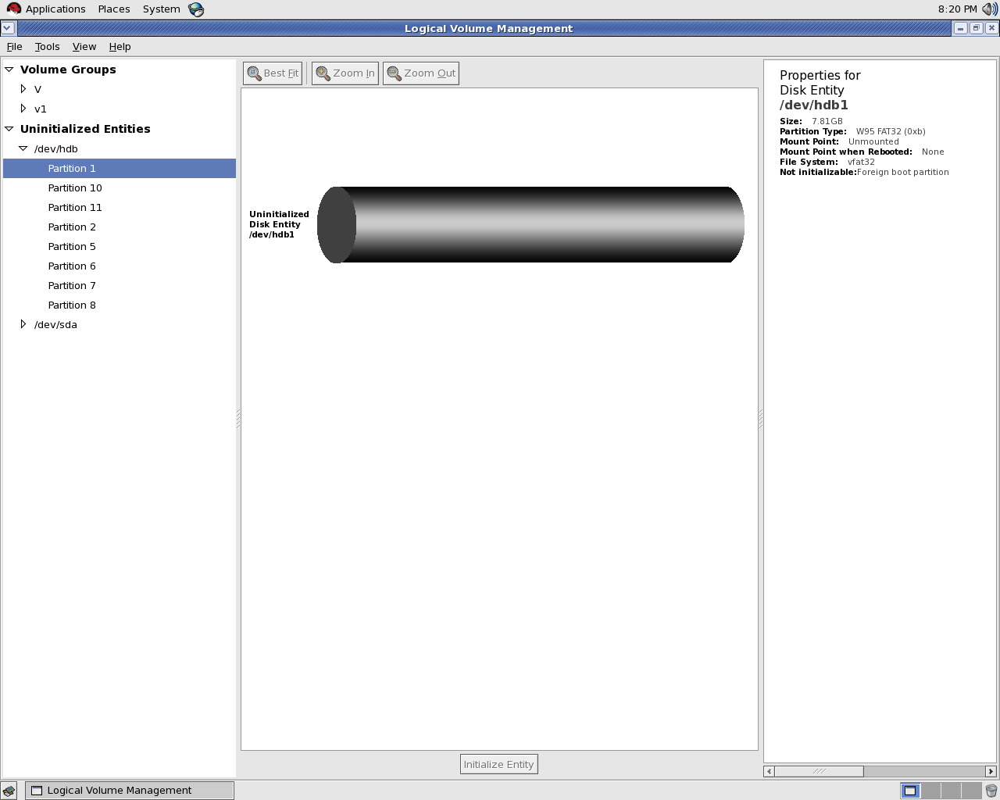 Applications Places System 8:20 PM
Logical Volume Management
File Tools View Help
Volume Groups
V
v1
Uninitialized Entities
/dev/hdb
Partition 1
Partition 10
Partition 11
Partition 2
Partition 5
Partition 6
Partition 7
Partition 8
/dev/sda
Best Fit Zoom In Zoom Out
Uninitialized
Disk Entity
/dev/hdb1
Initialize Entity
Properties for
Disk Entity
/dev/hdb1
Size: 7.81GB
Partition Type: W95 FAT32 (0xb)
Mount Point: Unmounted
Mount Point when Rebooted: None
File System: vfat32
Not initializable:Foreign boot partition
Logical Volume Management